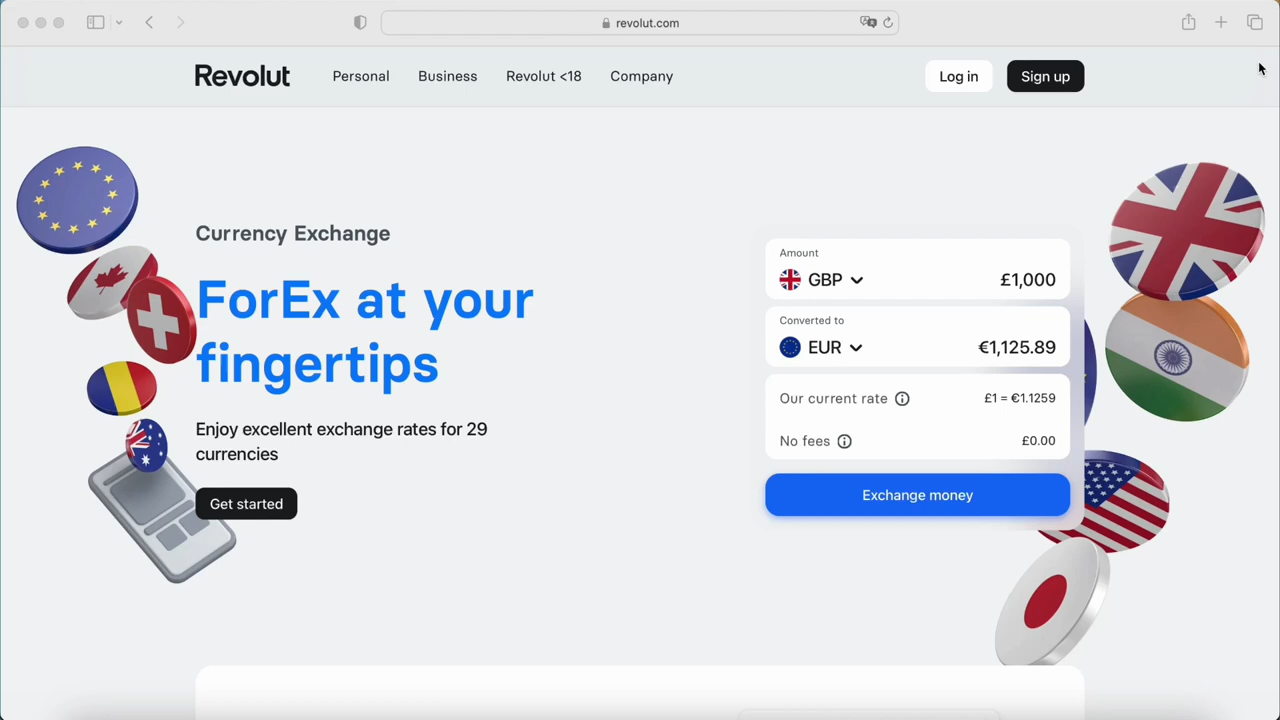 revolut.com
Revolut
Personal
Business
Revolut <18
Company
Log in
Sign up
Currency Exchange
ForEx at your
fingertips
Enjoy excellent exchange rates for 29
currencies
Get started
Amount
GBP
£1,000
Converted to
EUR
€1,125.89
Our current rate
£1 = €1.1259
No fees
£0.00
Exchange money